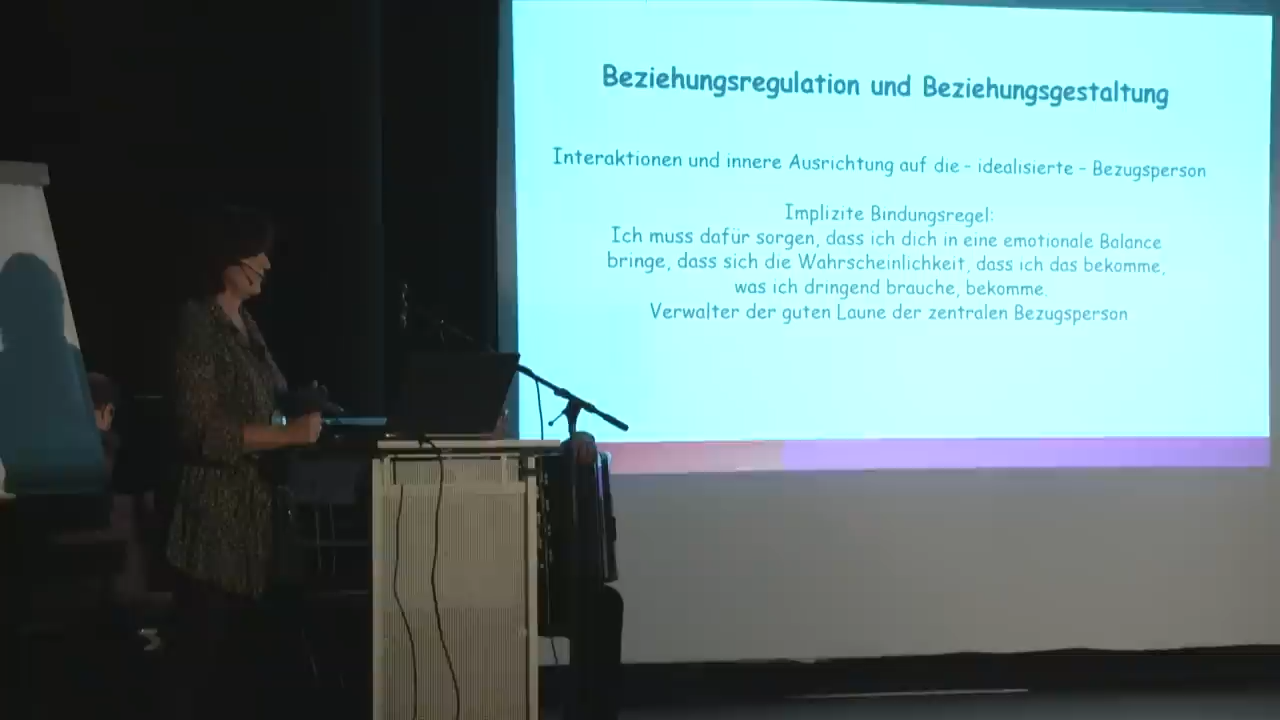 Beziehungsregulation und Beziehungsgestaltung
Interaktionen und innere Ausrichtung auf die - idealisierte - Bezugsperson
Implizite Bindungsregel:
Ich muss dafür sorgen, dass ich dich in eine emotionale Balance
bringe, dass sich die Wahrscheinlichkeit, dass ich das bekomme,
was ich dringend brauche, bekomme.
Verwalter der guten Laune der zentralen Bezugsperson